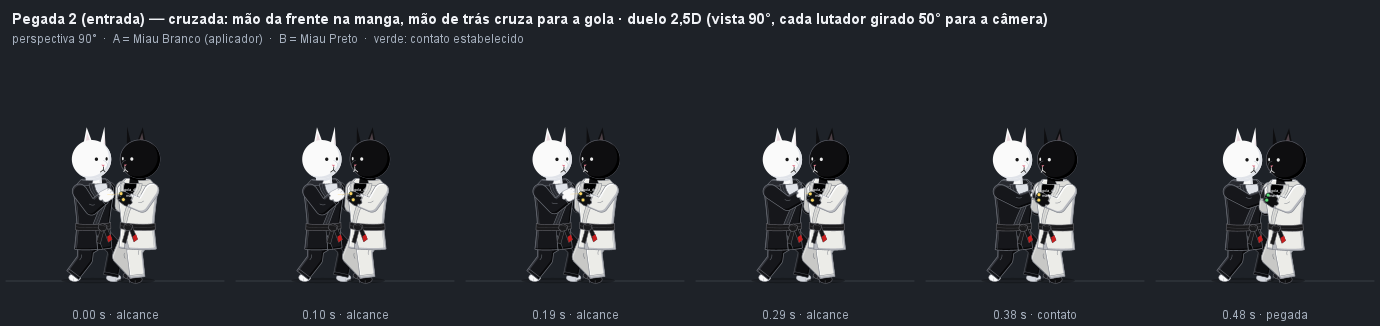 Pegada 2 (entrada) — cruzada: mão da frente na manga, mão de trás cruza para a gola · duelo 2,5D (vista 90°, cada lutador girado 50° para a câmera)
perspectiva 90° · A = Miau Branco (aplicador) · B = Miau Preto · verde: contato estabelecido
0.00 s · alcance
0.10 s · alcance
0.19 s · alcance
0.29 s · alcance
0.38 s · contato
0.48 s · pegada